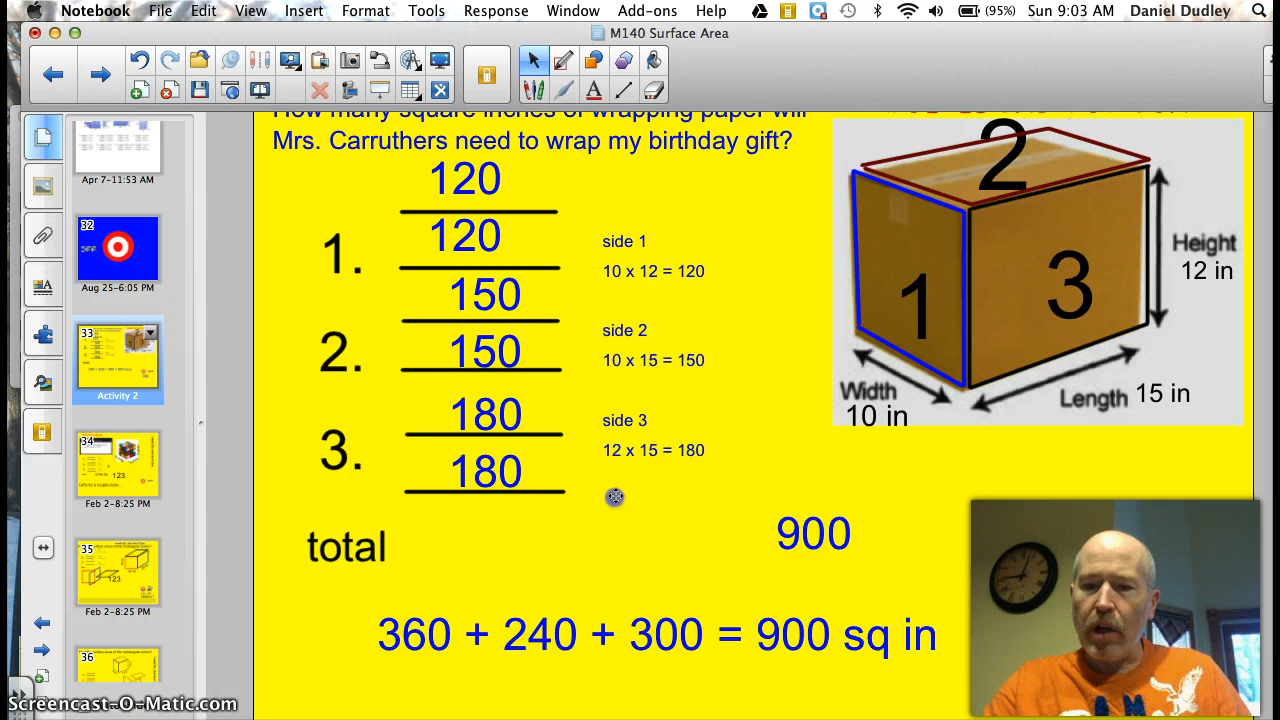 Notebook File Edit View Insert Format Tools Response Window Add-ons Help (95%) Sun 9:03 AM Daniel Dudley
M140 Surface Area
Mrs. Carruthers need to wrap my birthday gift?
120
120
1.
side 1
10 x 12 = 120
150
150
2.
side 2
10 x 15 = 150
180
180
3.
side 3
12 x 15 = 180
total
900
360 + 240 + 300 = 900 sq in
2
1
3
Height
12 in
Width
10 in
Length 15 in
Apr 7-11:53 AM
32
OFF
Aug 25-6:05 PM
33
Activity 2
34
123
Feb 2-8:25 PM
35
123
Feb 2-8:25 PM
36
Screencast-O-Matic.com